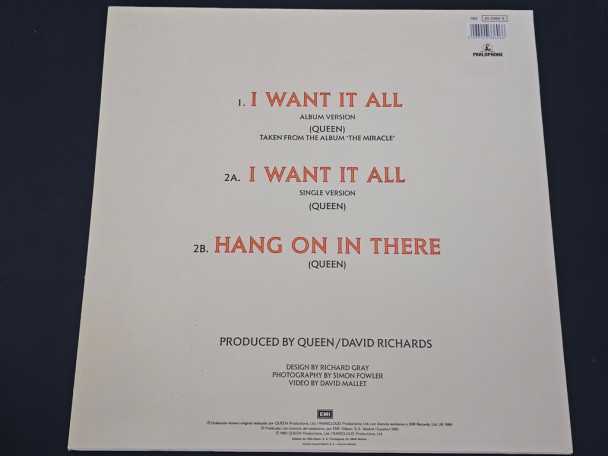 PARLOPHONE
1. I WANT IT ALL
ALBUM VERSION
(QUEEN)
TAKEN FROM THE ALBUM "THE MIRACLE"
2A. I WANT IT ALL
SINGLE VERSION
(QUEEN)
2B. HANG ON IN THERE
(QUEEN)
PRODUCED BY QUEEN/DAVID RICHARDS
DESIGN BY RICHARD GRAY
PHOTOGRAPHY BY SIMON FOWLER
VIDEO BY DAVID MALLET
EMI